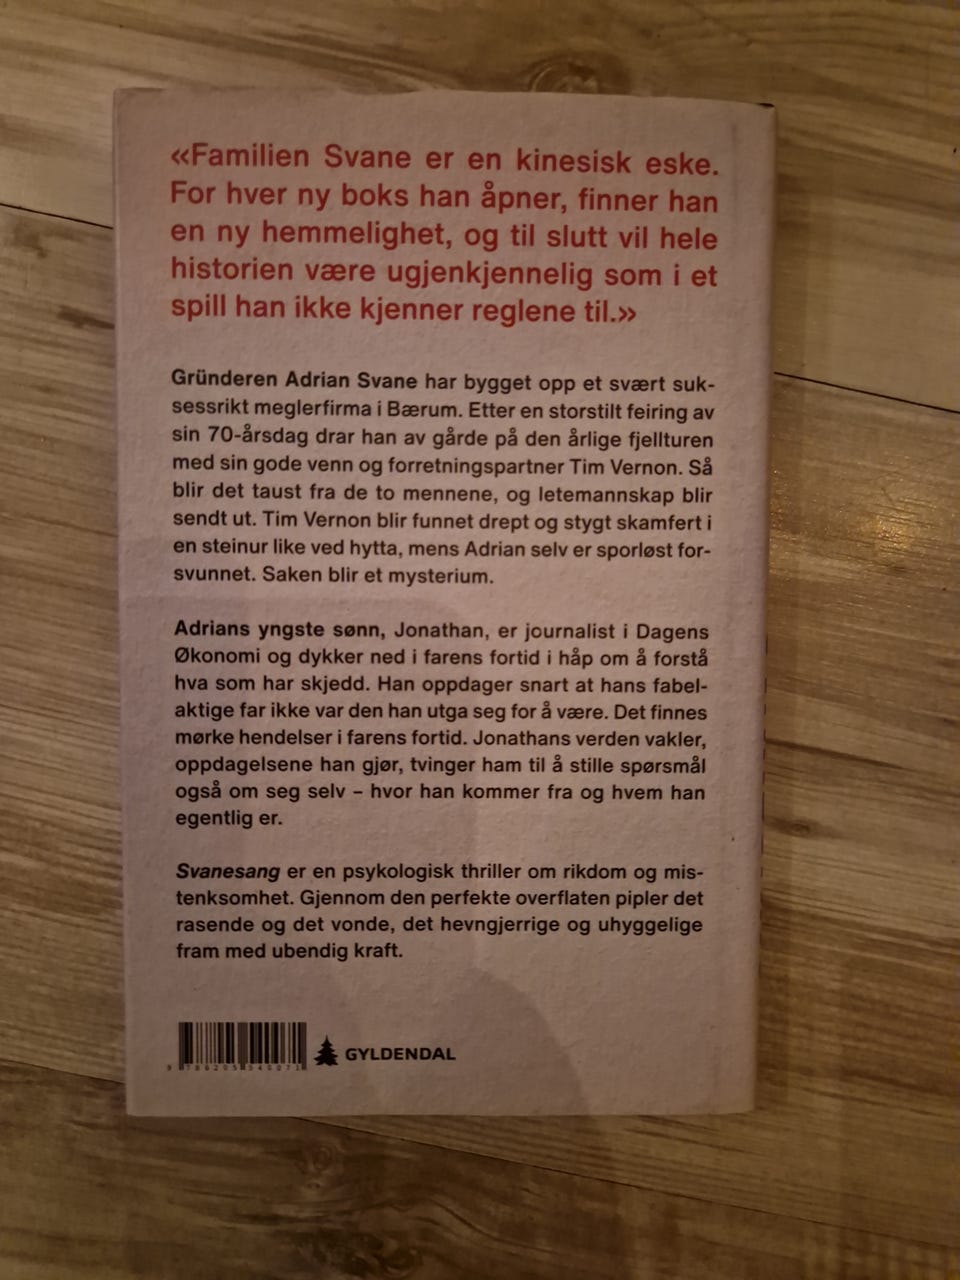 «Familien Svane er en kinesisk eske.
For hver ny boks han åpner, finner han
en ny hemmelighet, og til slutt vil hele
historien være ugjenkjennelig som i et
spill han ikke kjenner reglene til.»
Gründeren Adrian Svane har bygget opp et svært suk-
sessrikt meglerfirma i Bærum. Etter en storstilt feiring av
sin 70-årsdag drar han av gårde på den årlige fjellturen
med sin gode venn og forretningspartner Tim Vernon. Så
blir det taust fra de to mennene, og letemannskap blir
sendt ut. Tim Vernon blir funnet drept og stygt skamfert i
en steinur like ved hytta, mens Adrian selv er sporløst for-
svunnet. Saken blir et mysterium.
Adrians yngste sønn, Jonathan, er journalist i Dagens
Økonomi og dykker ned i farens fortid i håp om å forstå
hva som har skjedd. Han oppdager snart at hans fabel-
aktige far ikke var den han utga seg for å være. Det finnes
mørke hendelser i farens fortid. Jonathans verden vakler,
oppdagelsene han gjør, tvinger ham til å stille spørsmål
også om seg selv – hvor han kommer fra og hvem han
egentlig er.
Svanesang er en psykologisk thriller om rikdom og mis-
tenksomhet. Gjennom den perfekte overflaten pipler det
rasende og det vonde, det hevngjerrige og uhyggelige
fram med ubendig kraft.
GYLDENDAL